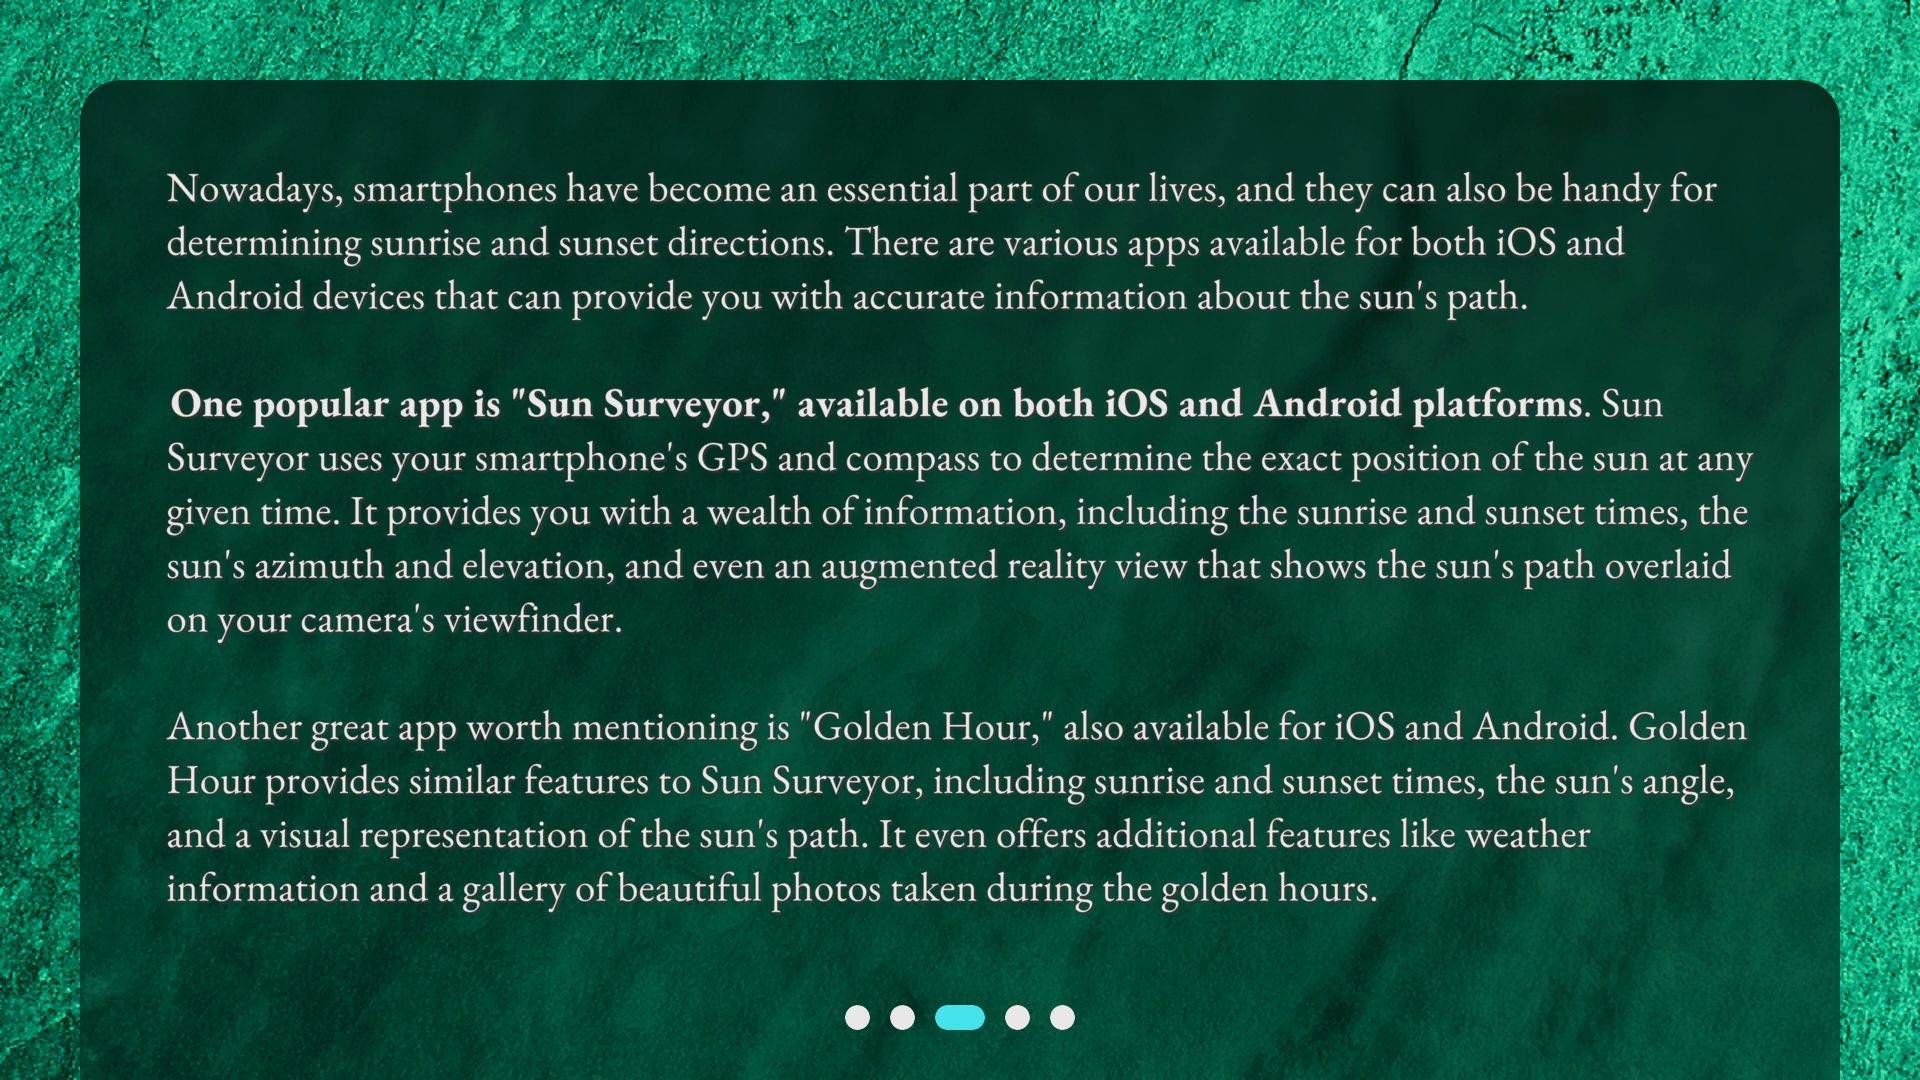 Nowadays, smartphones have become an essential part of our lives, and they can also be handy for
determining sunrise and sunset directions. There are various apps available for both iOS and
Android devices that can provide you with accurate information about the sun's path.
One popular app is "Sun Surveyor," available on both iOS and Android platforms. Sun
Surveyor uses your smartphone's GPS and compass to determine the exact position of the sun at any
given time. It provides you with a wealth of information, including the sunrise and sunset times, the
sun's azimuth and elevation, and even an augmented reality view that shows the sun's path overlaid
on your camera's viewfinder.
Another great app worth mentioning is "Golden Hour," also available for iOS and Android. Golden
Hour provides similar features to Sun Surveyor, including sunrise and sunset times, the sun's angle,
and a visual representation of the sun's path. It even offers additional features like weather
information and a gallery of beautiful photos taken during the golden hours.